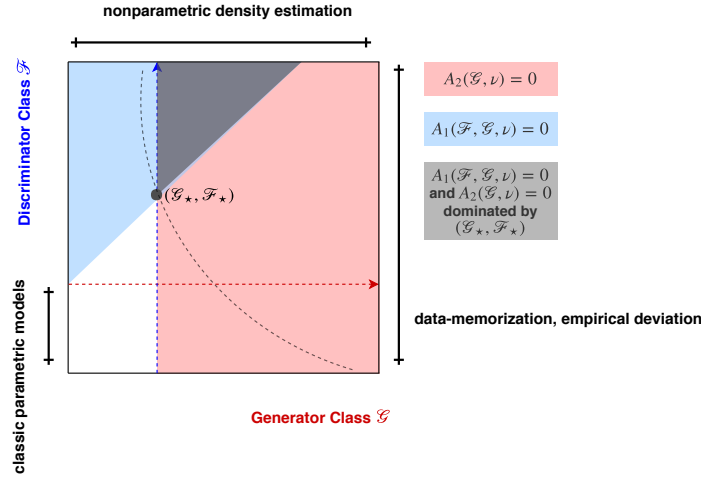 nonparametric density estimation
Discriminator Class ℱ
classic parametric models
(𝒢⋆, ℱ⋆)
Generator Class 𝒢
A₂(𝒢, ν) = 0
A₁(ℱ, 𝒢, ν) = 0
A₁(ℱ, 𝒢, ν) = 0
and A₂(𝒢, ν) = 0
dominated by
(𝒢⋆, ℱ⋆)
data-memorization, empirical deviation